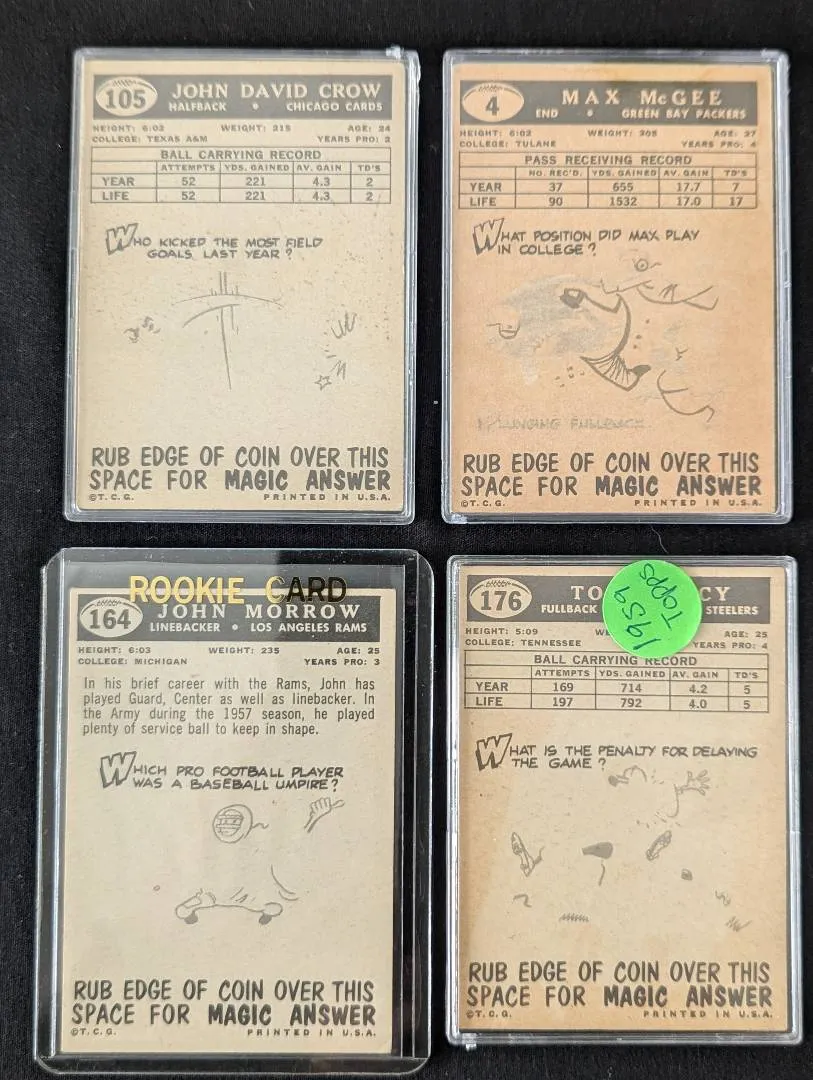 105
JOHN DAVID CROW
HALFBACK • CHICAGO CARDS
HEIGHT: 6:02 WEIGHT: 215 AGE: 24
COLLEGE: TEXAS A&M YEARS PRO: 2
BALL CARRYING RECORD
ATTEMPTS YDS. GAINED AV. GAIN TD'S
YEAR 52 221 4.3 2
LIFE 52 221 4.3 2
WHO KICKED THE MOST FIELD
GOALS LAST YEAR?
RUB EDGE OF COIN OVER THIS
SPACE FOR MAGIC ANSWER
©T.C.G. PRINTED IN U.S.A.
4
MAX McGEE
END • GREEN BAY PACKERS
HEIGHT: 6:02 WEIGHT: 205 AGE: 27
COLLEGE: TULANE YEARS PRO: 4
PASS RECEIVING RECORD
NO. REC'D. YDS. GAINED AV. GAIN TD'S
YEAR 37 655 17.7 7
LIFE 90 1532 17.0 17
WHAT POSITION DID MAX PLAY
IN COLLEGE?
FULLBACK
RUB EDGE OF COIN OVER THIS
SPACE FOR MAGIC ANSWER
©T.C.G. PRINTED IN U.S.A.
ROOKIE CARD
164
JOHN MORROW
LINEBACKER • LOS ANGELES RAMS
HEIGHT: 6:03 WEIGHT: 235 AGE: 25
COLLEGE: MICHIGAN YEARS PRO: 3
In his brief career with the Rams, John has
played Guard, Center as well as linebacker. In
the Army during the 1957 season, he played
plenty of service ball to keep in shape.
WHICH PRO FOOTBALL PLAYER
WAS A BASEBALL UMPIRE?
RUB EDGE OF COIN OVER THIS
SPACE FOR MAGIC ANSWER
©T.C.G. PRINTED IN U.S.A.
176
TO CY
FULLBACK STEELERS
1959
TOPPS
HEIGHT: 5:09 WE AGE: 25
COLLEGE: TENNESSEE YEARS PRO: 4
BALL CARRYING RECORD
ATTEMPTS YDS. GAINED AV. GAIN TD'S
YEAR 169 714 4.2 5
LIFE 197 792 4.0 5
WHAT IS THE PENALTY FOR DELAYING
THE GAME?
RUB EDGE OF COIN OVER THIS
SPACE FOR MAGIC ANSWER
©T.C.G. PRINTED IN U.S.A.